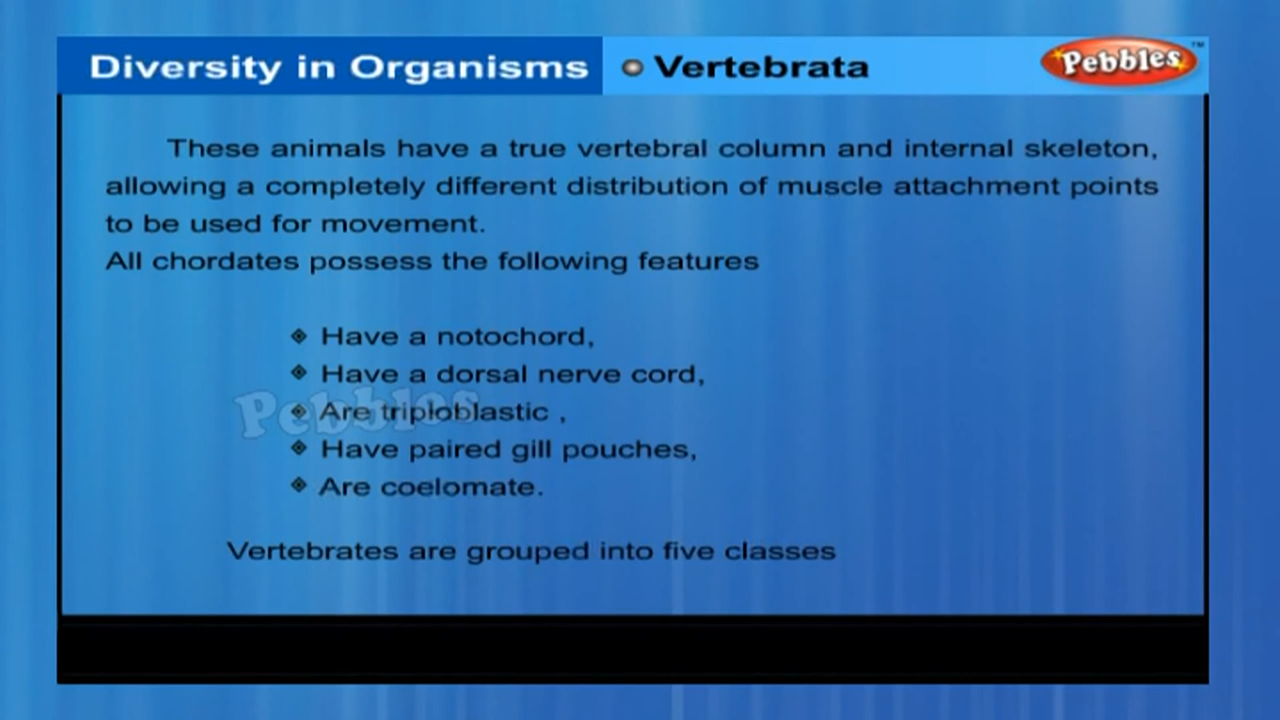 Diversity in Organisms
Vertebrata
Pebbles™
These animals have a true vertebral column and internal skeleton,
allowing a completely different distribution of muscle attachment points
to be used for movement.
All chordates possess the following features
Have a notochord,
Have a dorsal nerve cord,
Pebbles
Are triploblastic ,
Have paired gill pouches,
Are coelomate.
Vertebrates are grouped into five classes